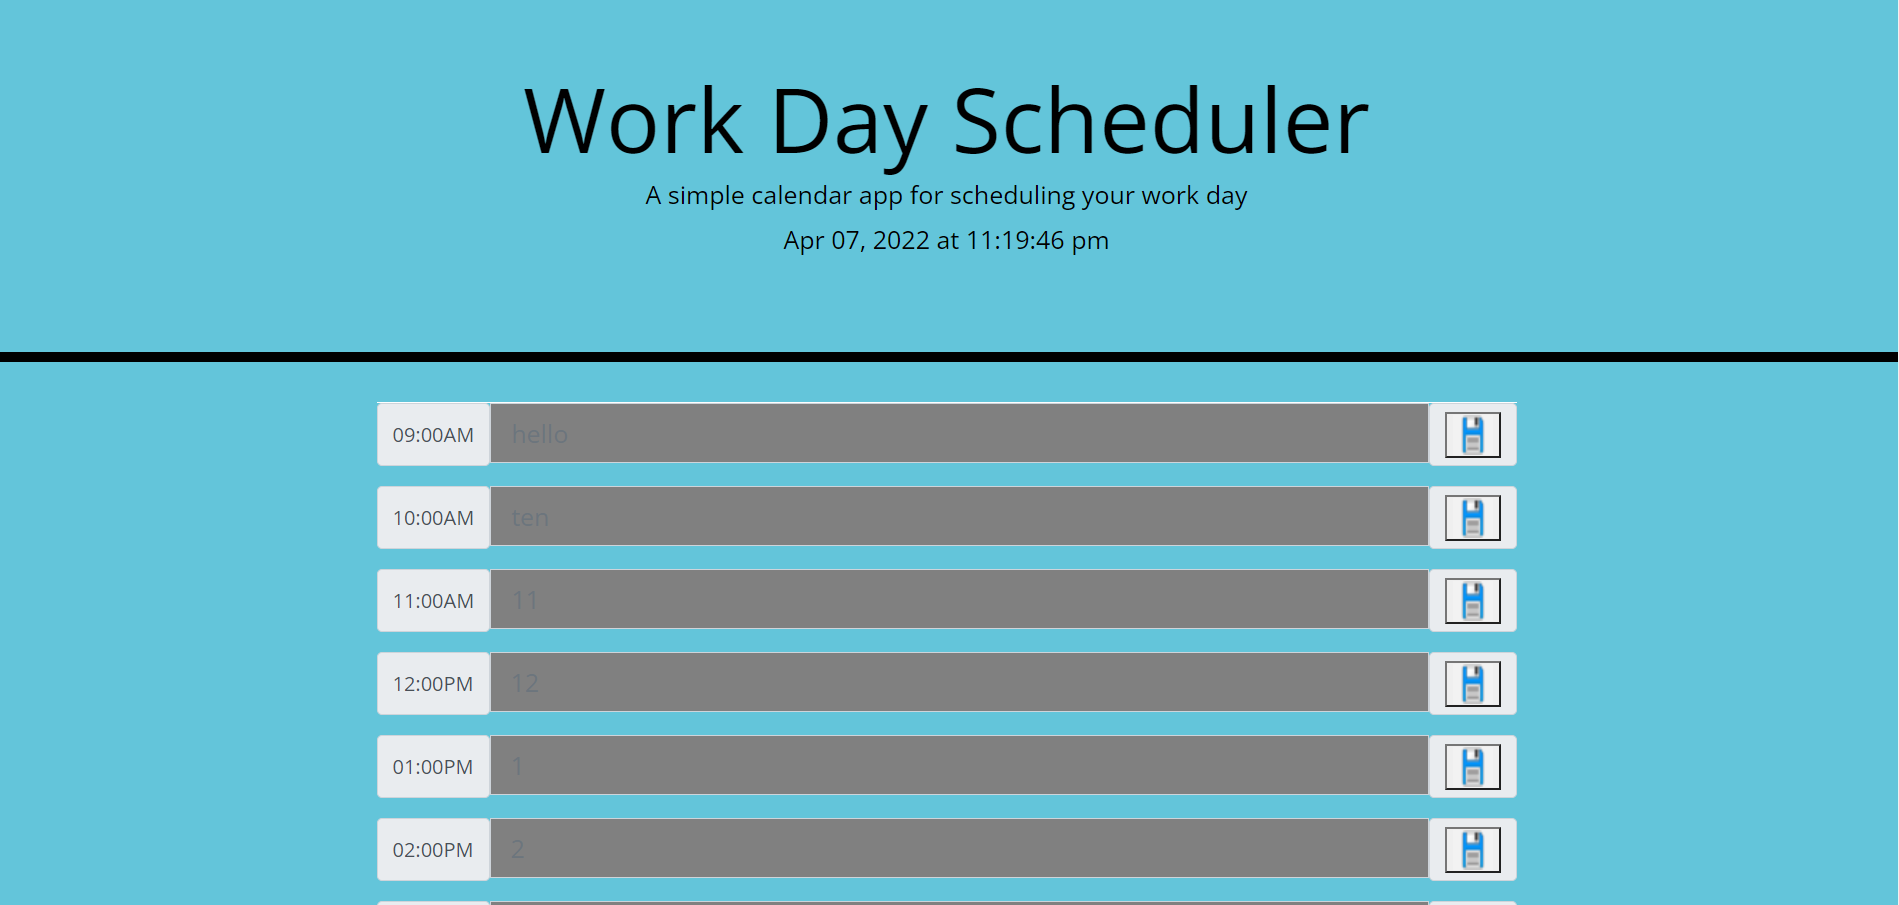 Work Day Scheduler
A simple calendar app for scheduling your work day
Apr 07, 2022 at 11:19:46 pm
09:00AM hello
10:00AM ten
11:00AM 11
12:00PM 12
01:00PM 1
02:00PM 2